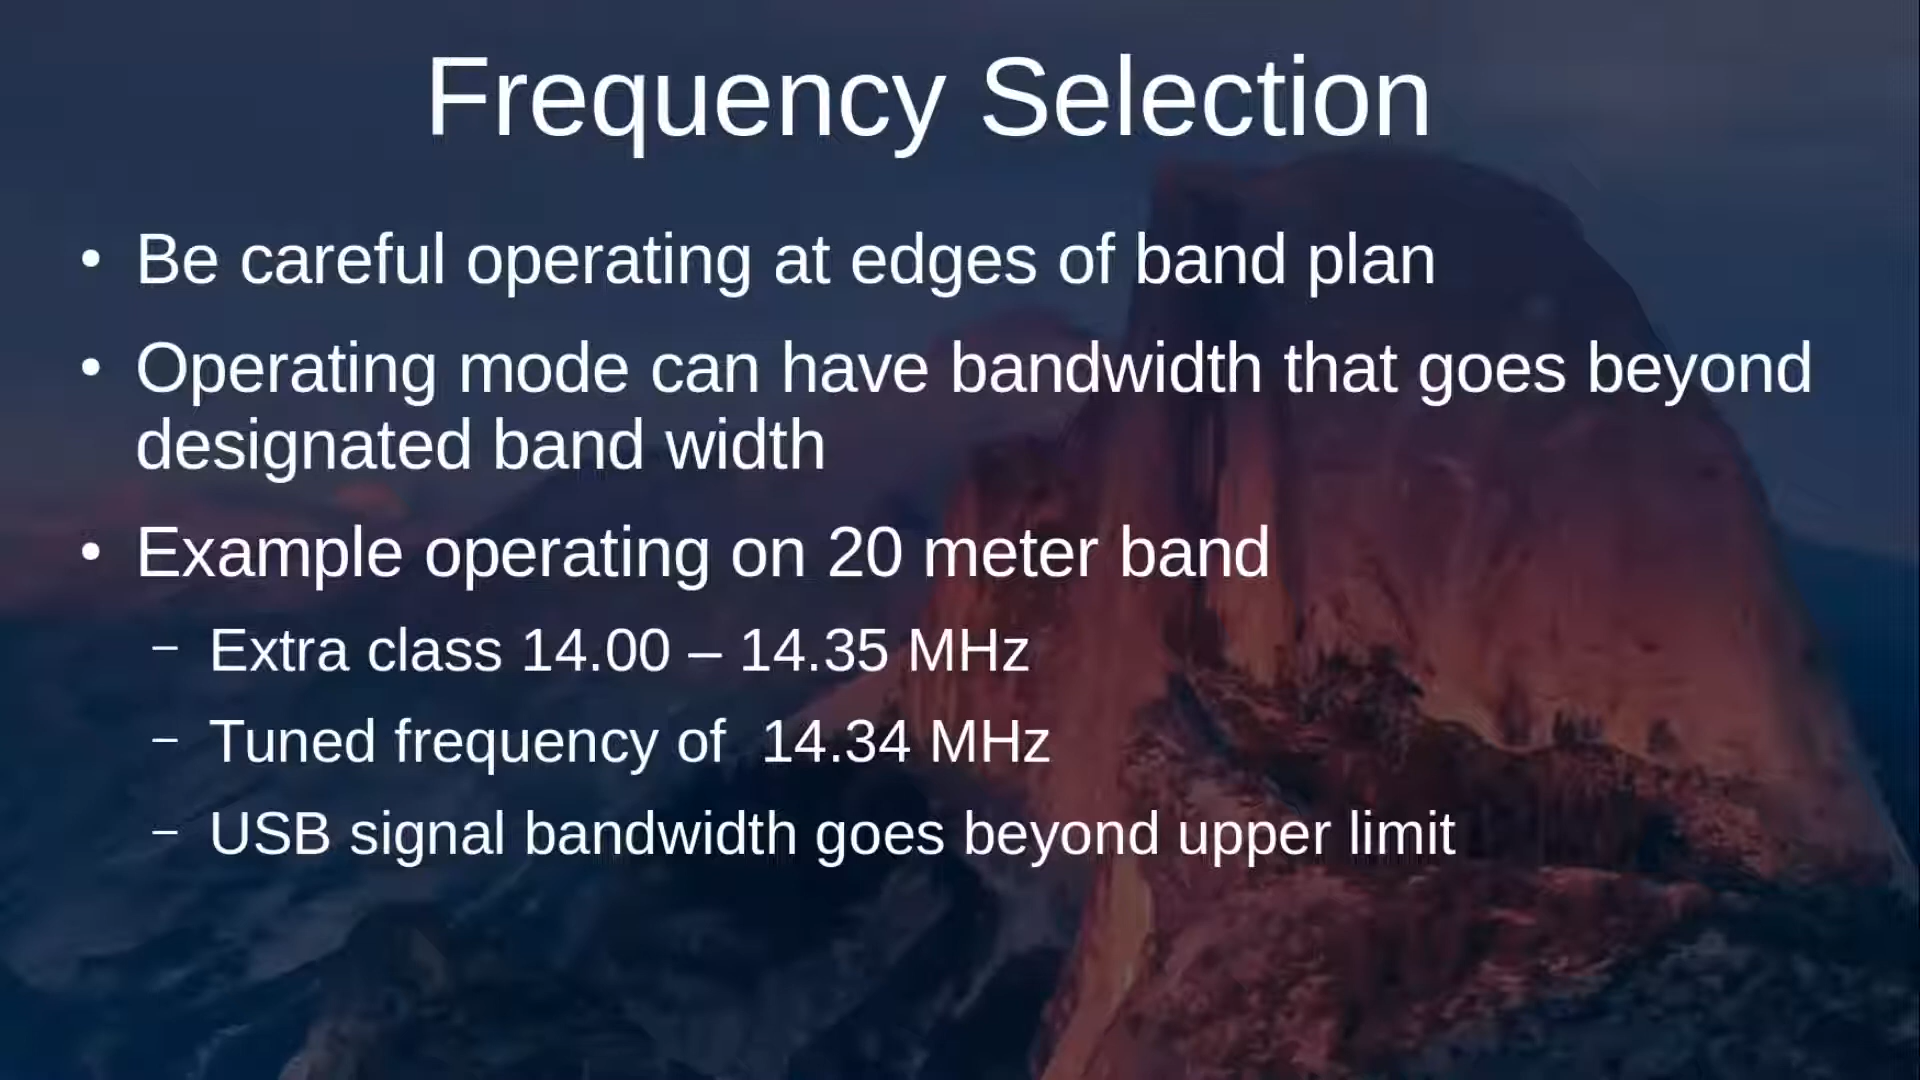 Frequency Selection
• Be careful operating at edges of band plan
• Operating mode can have bandwidth that goes beyond
designated band width
• Example operating on 20 meter band
– Extra class 14.00 – 14.35 MHz
– Tuned frequency of  14.34 MHz
– USB signal bandwidth goes beyond upper limit